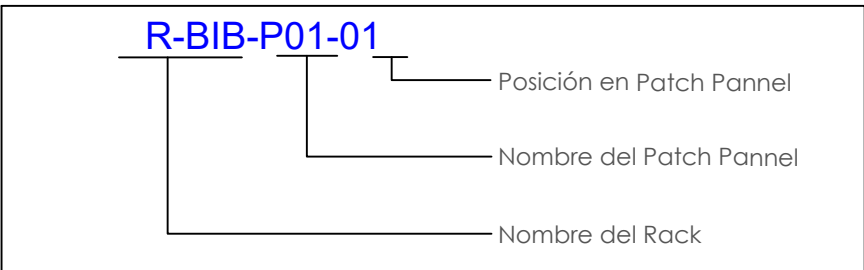 R-BIB-P01-01
Posición en Patch Pannel
Nombre del Patch Pannel
Nombre del Rack